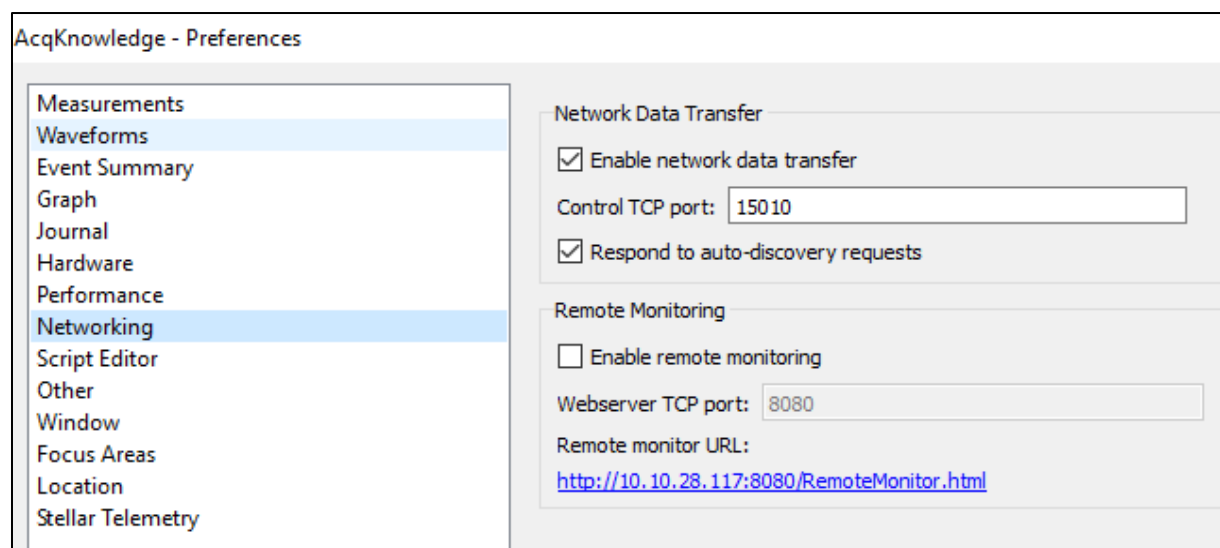 AcqKnowledge - Preferences
Measurements
Waveforms
Event Summary
Graph
Journal
Hardware
Performance
Networking
Script Editor
Other
Window
Focus Areas
Location
Stellar Telemetry
Network Data Transfer
Enable network data transfer
Control TCP port: 15010
Respond to auto-discovery requests
Remote Monitoring
Enable remote monitoring
Webserver TCP port: 8080
Remote monitor URL:
http://10.10.28.117:8080/RemoteMonitor.html